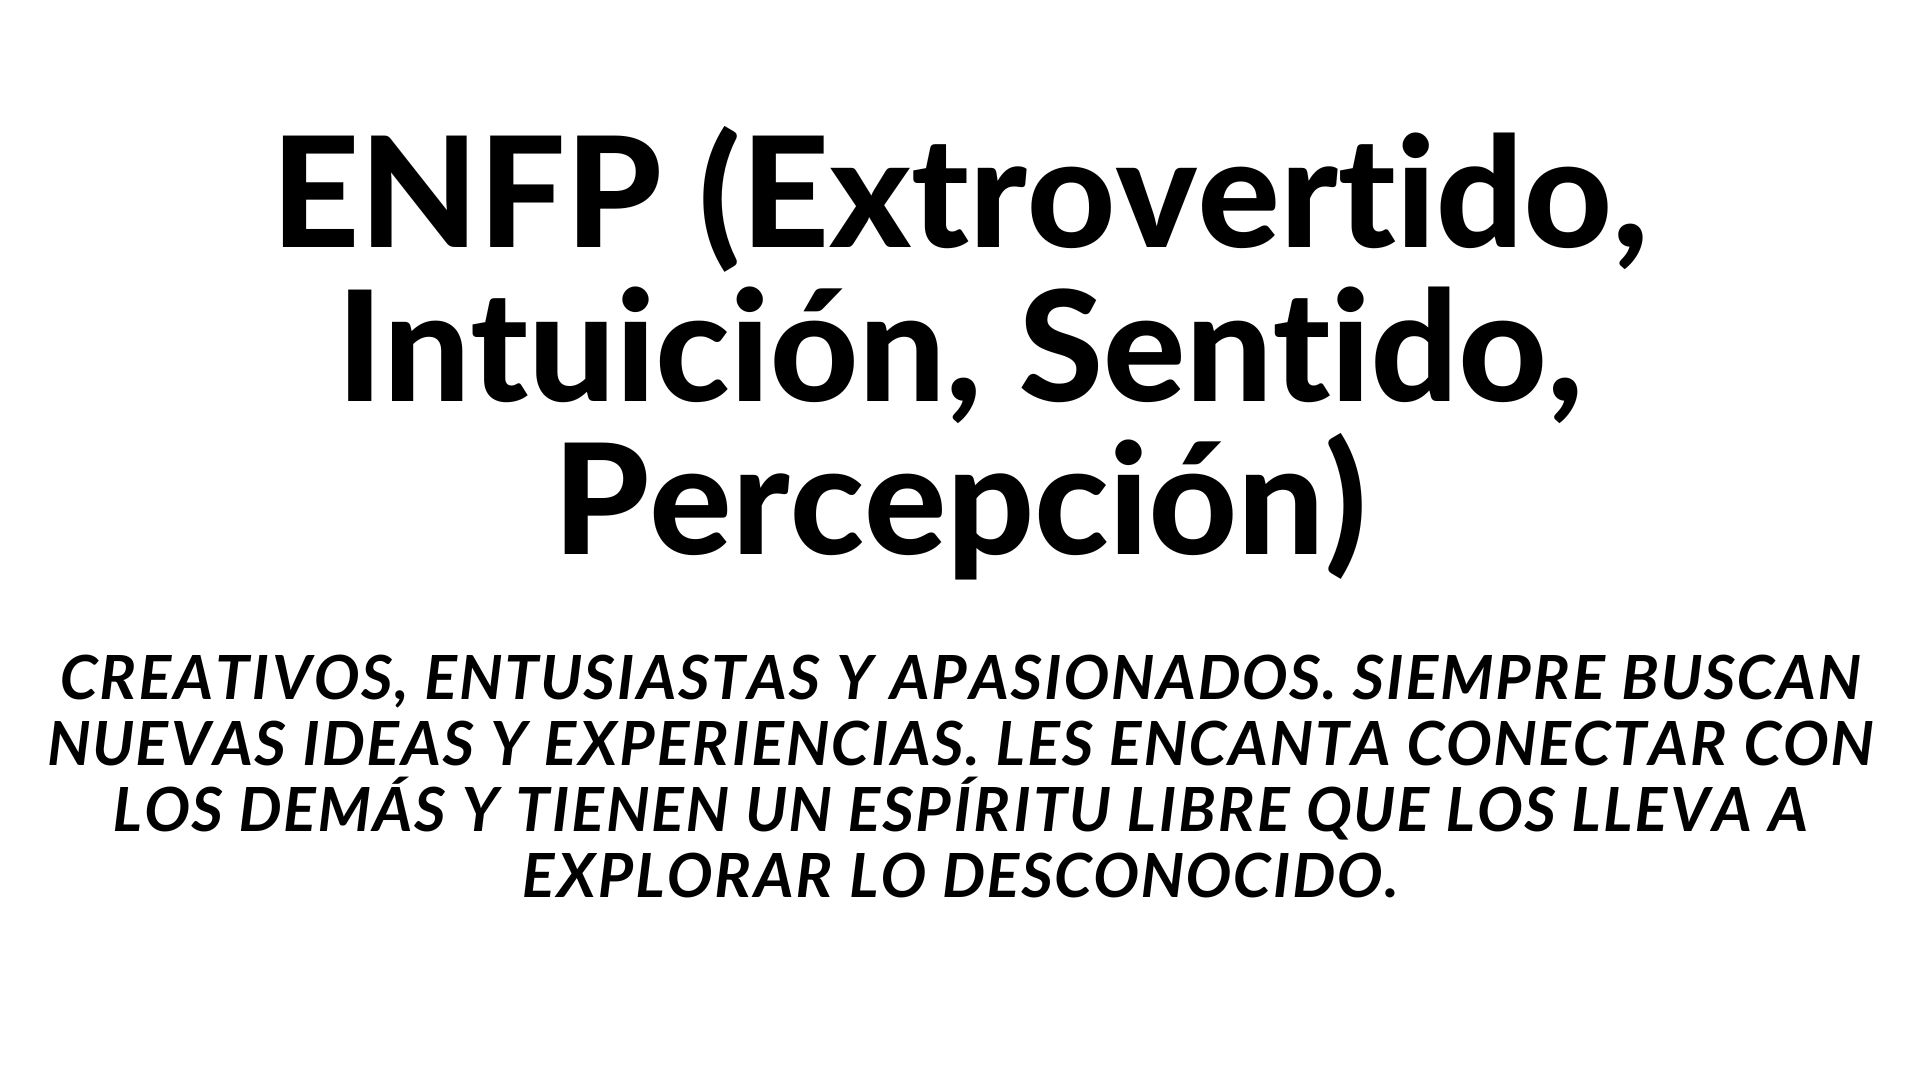 ENFP (Extrovertido,
Intuición, Sentido,
Percepción)
CREATIVOS, ENTUSIASTAS Y APASIONADOS. SIEMPRE BUSCAN
NUEVAS IDEAS Y EXPERIENCIAS. LES ENCANTA CONECTAR CON
LOS DEMÁS Y TIENEN UN ESPÍRITU LIBRE QUE LOS LLEVA A
EXPLORAR LO DESCONOCIDO.